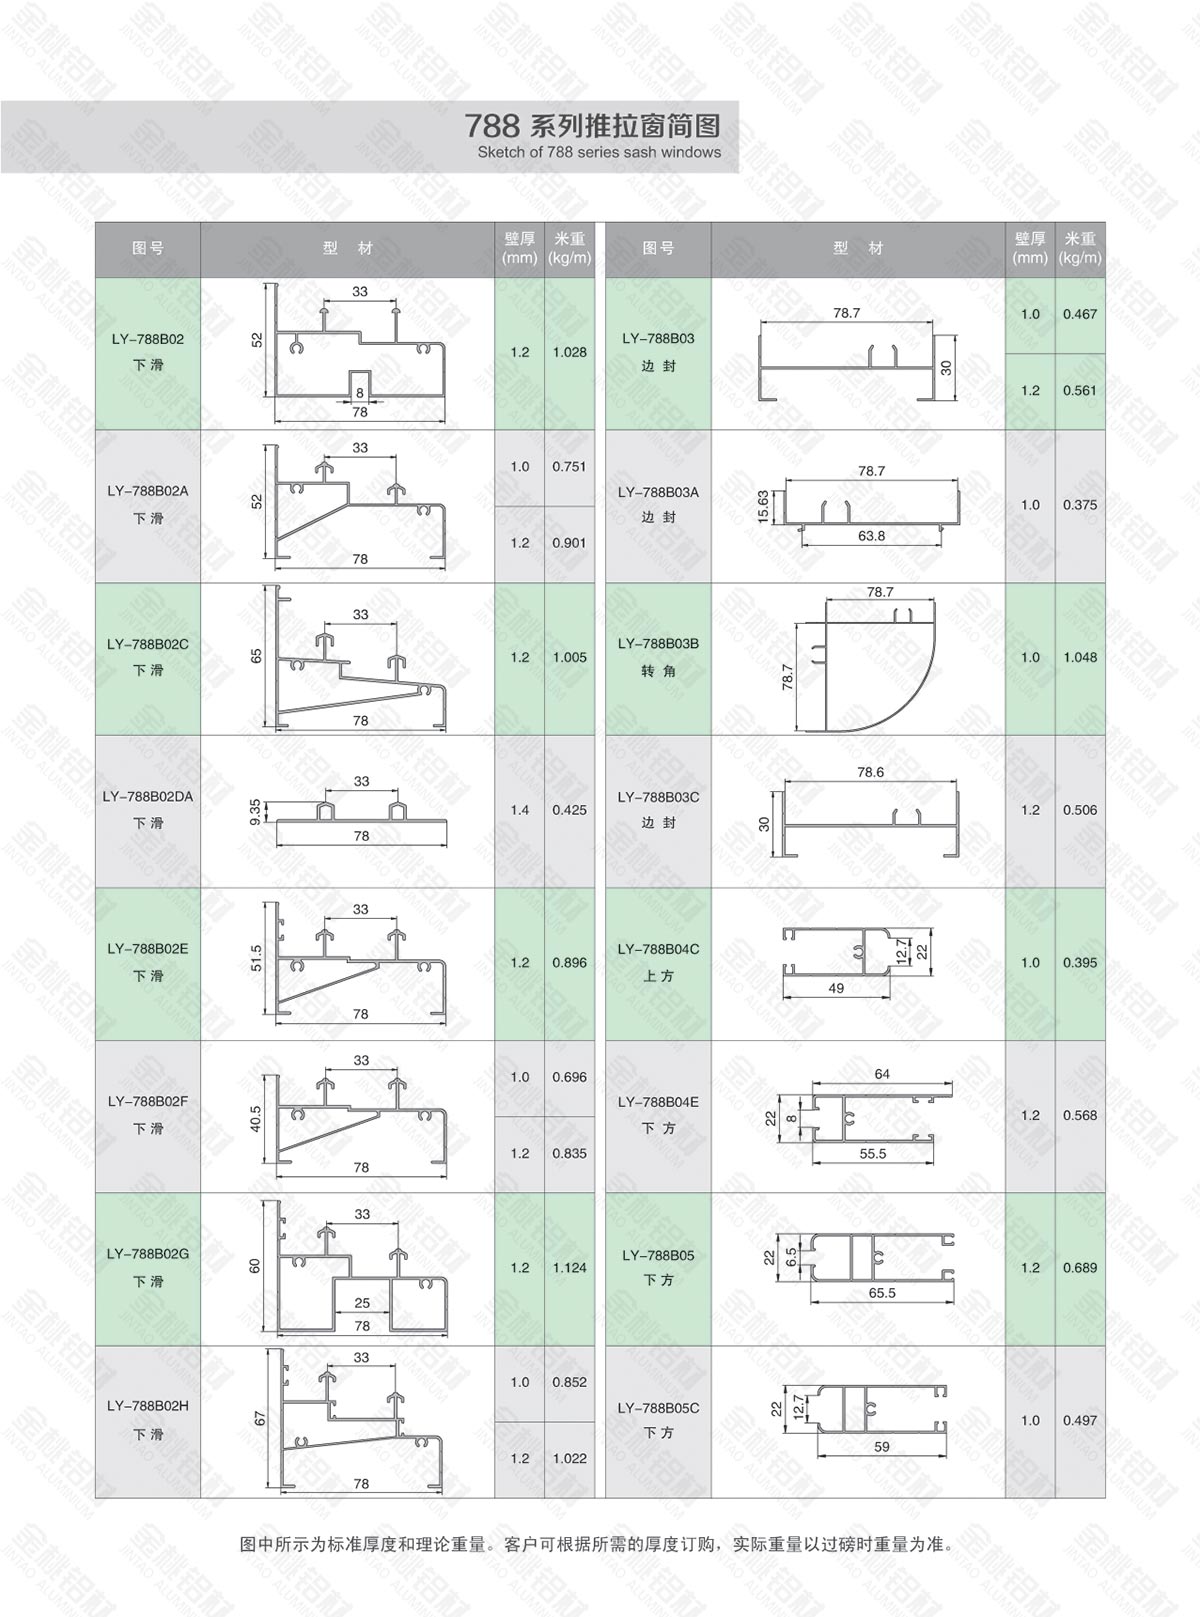 788 系列推拉窗简图
Sketch of 788 series sash windows
图号 型 材 壁厚(mm) 米重(kg/m)
LY-788B02
下 滑
33
52
8
78
1.2 1.028
LY-788B02A
下 滑
33
52
78
1.0 0.751
1.2 0.901
LY-788B02C
下 滑
33
65
78
1.2 1.005
LY-788B02DA
下 滑
33
9.35
78
1.4 0.425
LY-788B02E
下 滑
33
51.5
78
1.2 0.896
LY-788B02F
下 滑
33
40.5
78
1.0 0.696
1.2 0.835
LY-788B02G
下 滑
33
60
25
78
1.2 1.124
LY-788B02H
下 滑
33
67
78
1.0 0.852
1.2 1.022
图号 型 材 壁厚(mm) 米重(kg/m)
LY-788B03
边 封
78.7
30
1.0 0.467
1.2 0.561
LY-788B03A
边 封
78.7
15.63
63.8
1.0 0.375
LY-788B03B
转 角
78.7
78.7
1.0 1.048
LY-788B03C
边 封
78.6
30
1.2 0.506
LY-788B04C
上 方
12.7
22
49
1.0 0.395
LY-788B04E
下 方
64
22
8
55.5
1.2 0.568
LY-788B05
下 方
22
6.5
65.5
1.2 0.689
LY-788B05C
下 方
22
12.7
59
1.0 0.497
图中所示为标准厚度和理论重量。客户可根据所需的厚度订购，实际重量以过磅时重量为准。
金桃铝材
JINTAO ALUMINIUM